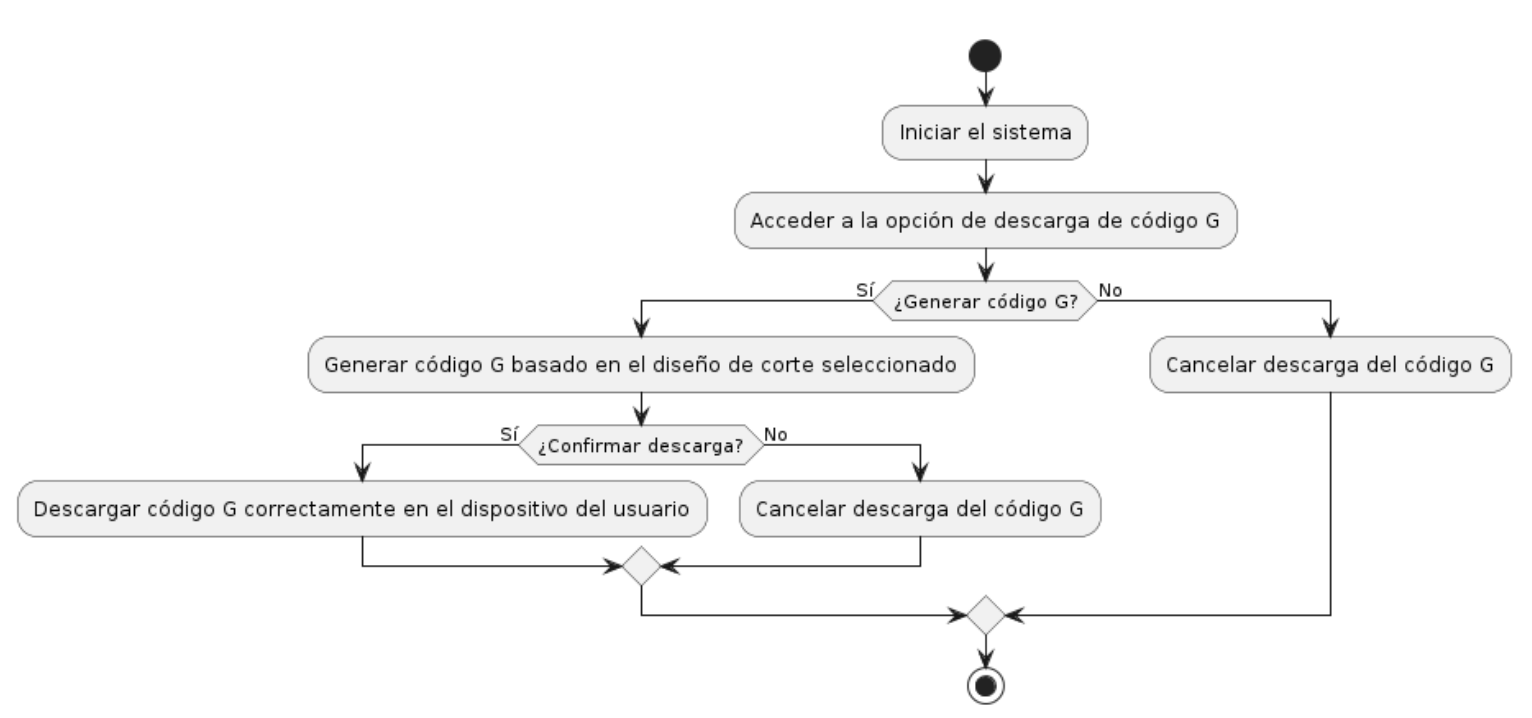 Iniciar el sistema
Acceder a la opción de descarga de código G
Sí
¿Generar código G?
No
Generar código G basado en el diseño de corte seleccionado
Cancelar descarga del código G
Sí
¿Confirmar descarga?
No
Descargar código G correctamente en el dispositivo del usuario
Cancelar descarga del código G